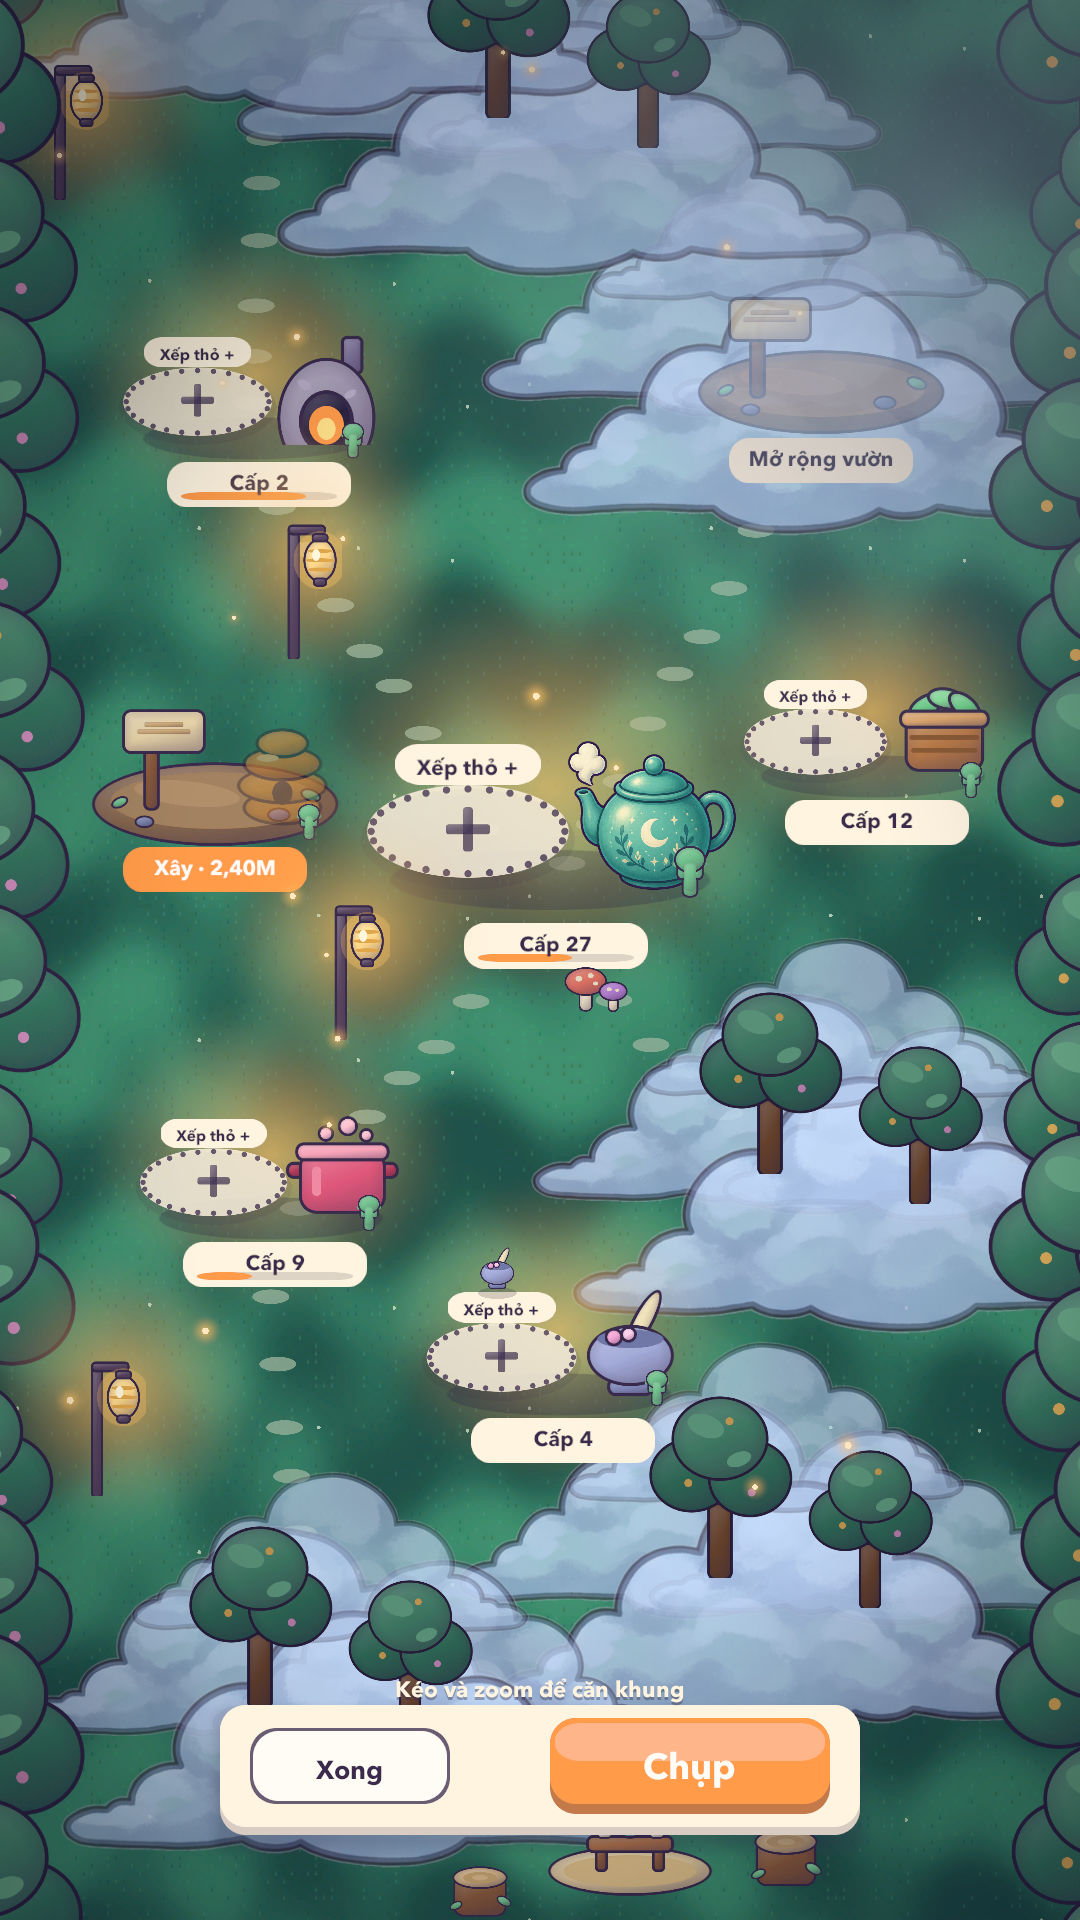 Xếp thỏ +
Cấp 2
Mở rộng vườn
Xếp thỏ +
Cấp 12
Xếp thỏ +
Xây · 2,40M
Cấp 27
Xếp thỏ +
Cấp 9
Xếp thỏ +
Cấp 4
Kéo và zoom để căn khung
Xong
Chụp